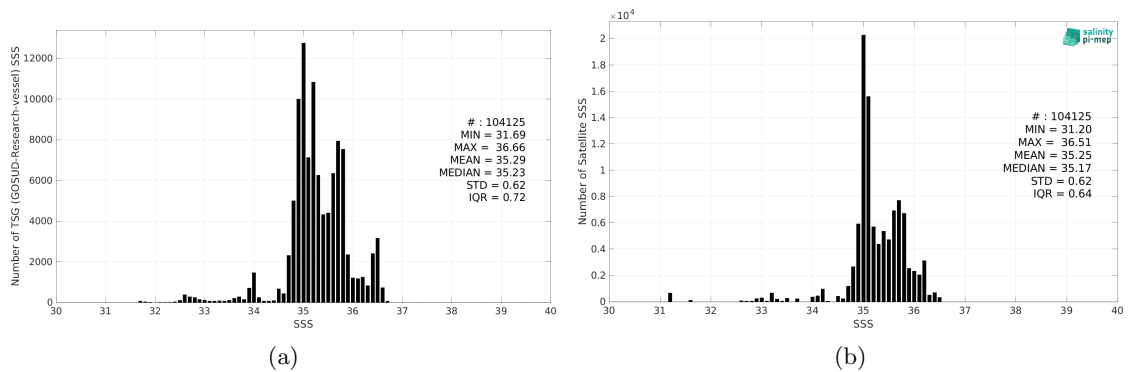 Number of TSG (GOSUD-Research-vessel) SSS
12000
10000
8000
6000
4000
2000
0
30 31 32 33 34 35 36 37 38 39 40
SSS
# : 104125
MIN = 31.69
MAX = 36.66
MEAN = 35.29
MEDIAN = 35.23
STD = 0.62
IQR = 0.72
(a)
×10⁴
Number of Satellite SSS
2
1.8
1.6
1.4
1.2
1
0.8
0.6
0.4
0.2
0
30 31 32 33 34 35 36 37 38 39 40
SSS
salinity
pi-mep
# : 104125
MIN = 31.20
MAX = 36.51
MEAN = 35.25
MEDIAN = 35.17
STD = 0.62
IQR = 0.64
(b)